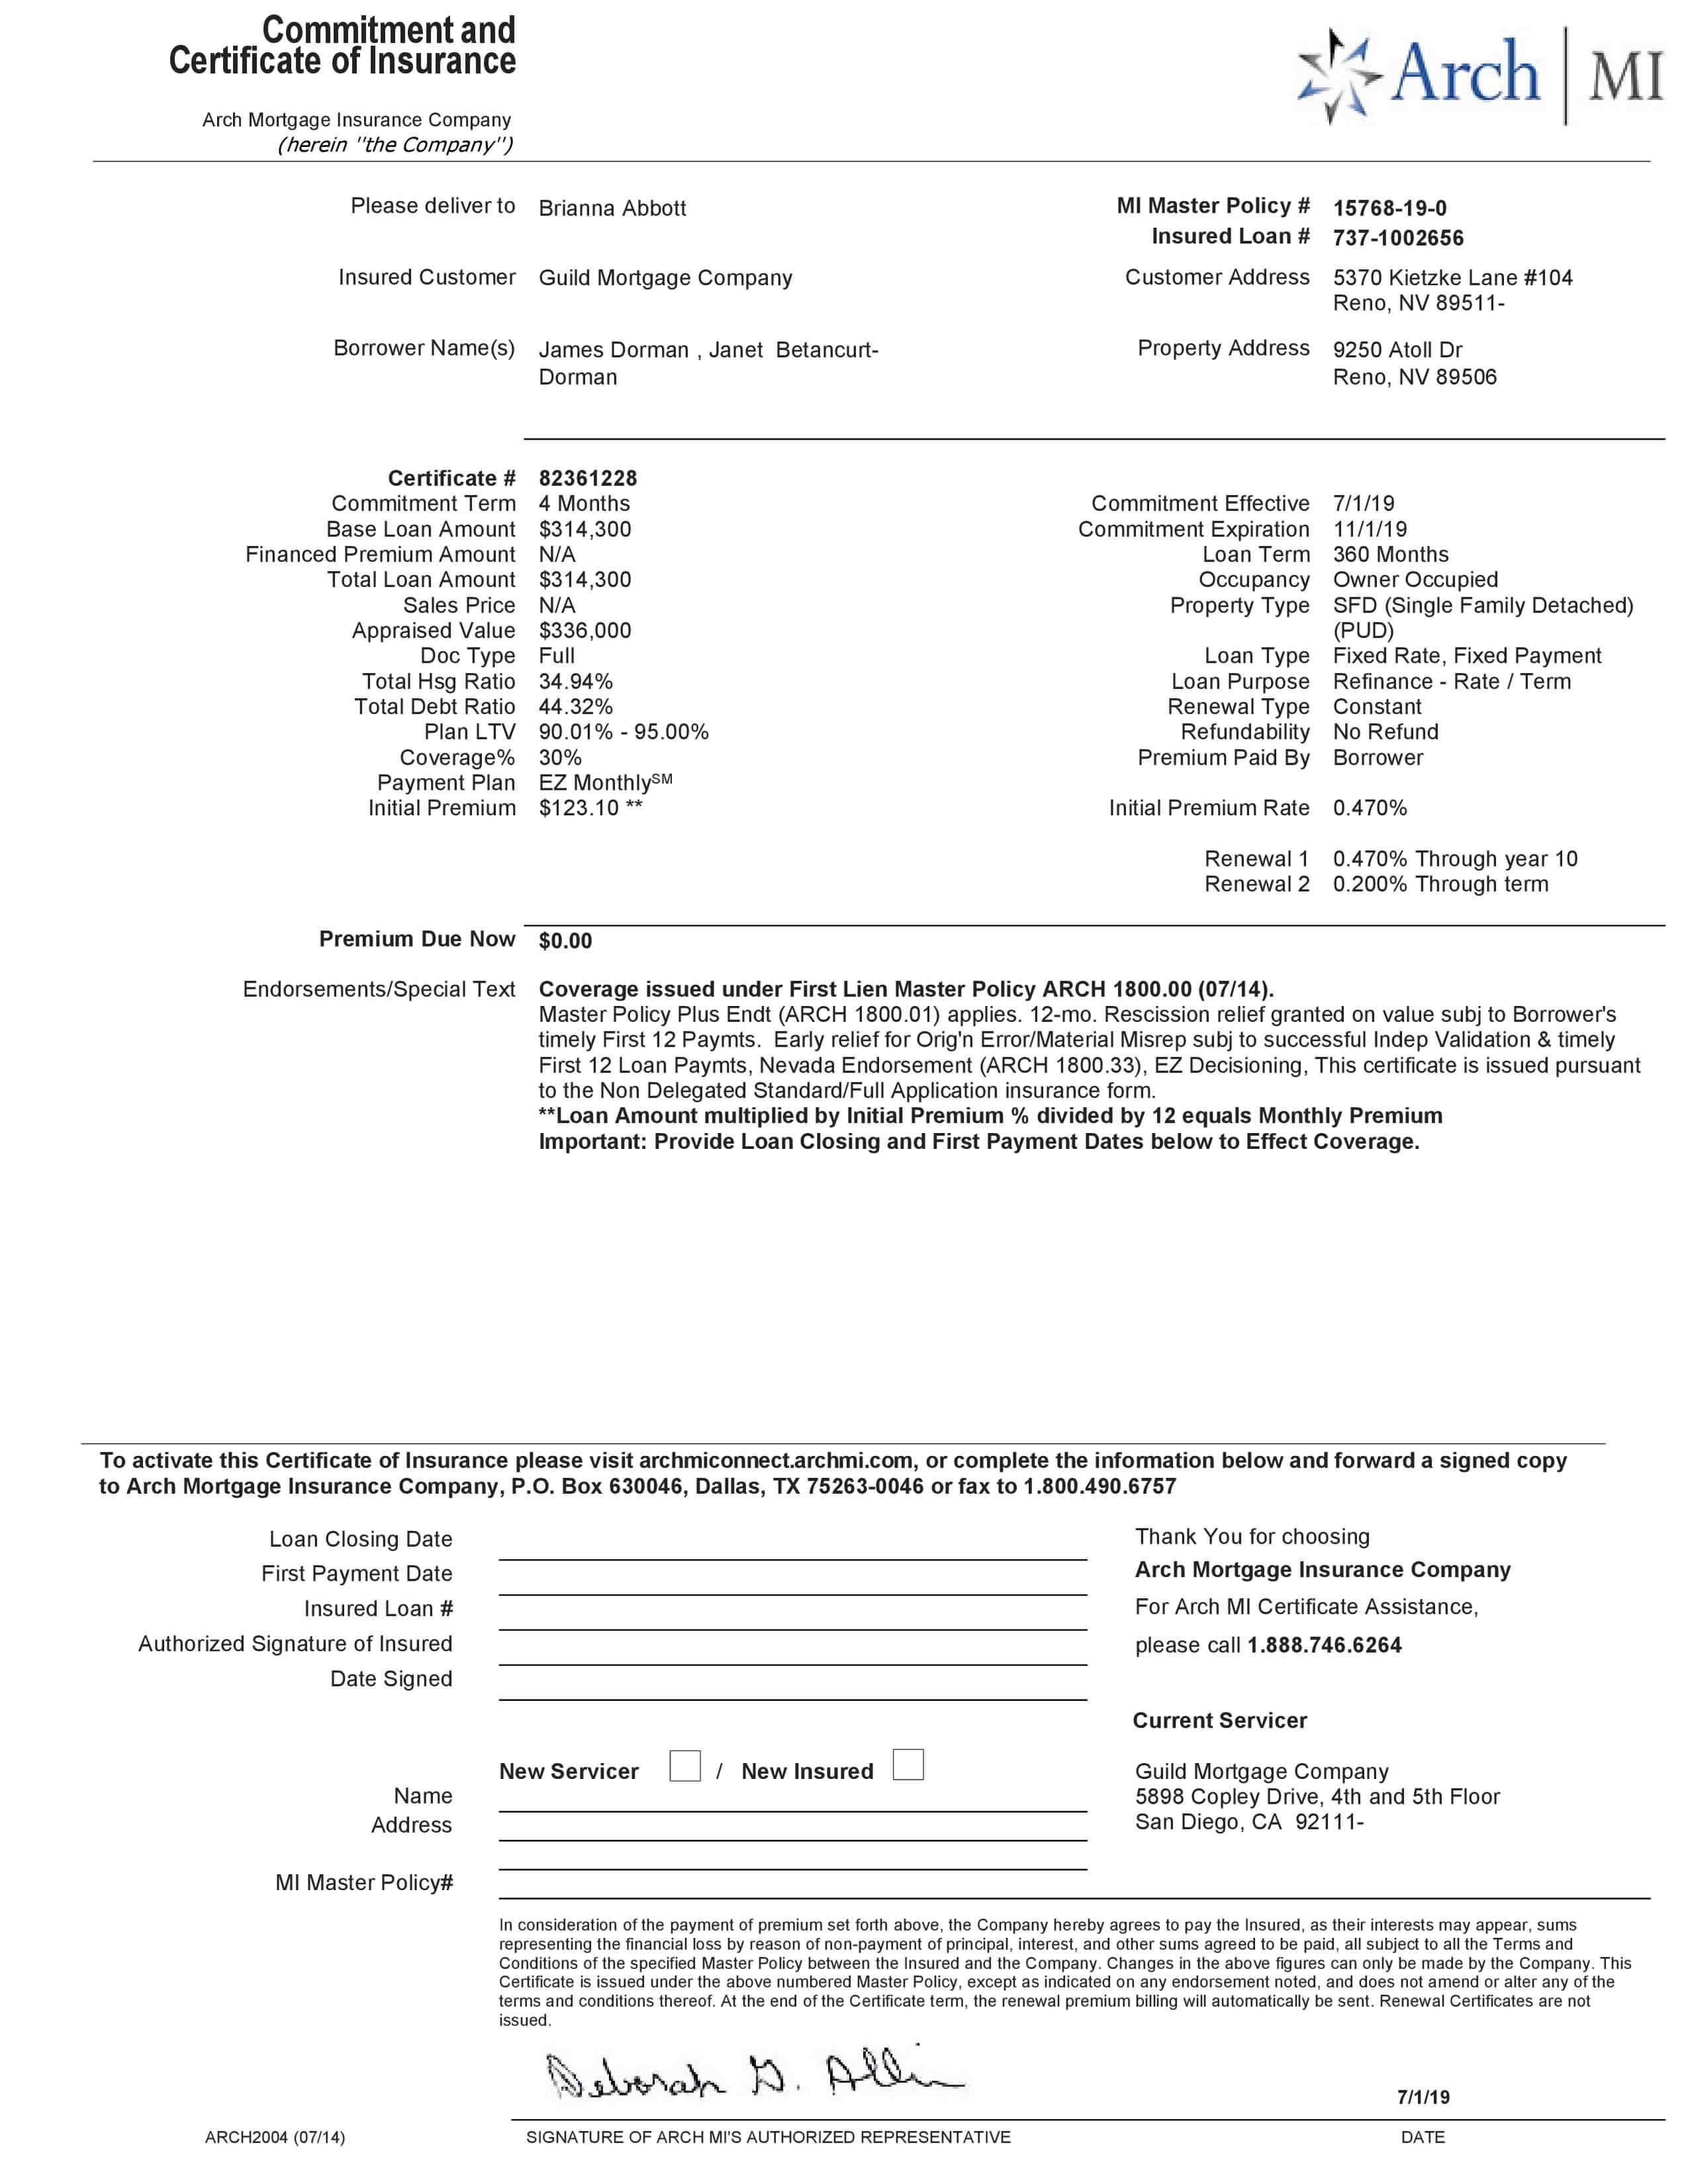 Commitment and
Certificate of Insurance
Arch | MI
Arch Mortgage Insurance Company
(herein "the Company")
Please deliver to Brianna Abbott
MI Master Policy # 15768-19-0
Insured Loan # 737-1002656
Insured Customer Guild Mortgage Company
Customer Address 5370 Kietzke Lane #104
Reno, NV 89511-
Borrower Name(s) James Dorman , Janet Betancurt-
Dorman
Property Address 9250 Atoll Dr
Reno, NV 89506
Certificate # 82361228
Commitment Term 4 Months
Commitment Effective 7/1/19
Base Loan Amount $314,300
Commitment Expiration 11/1/19
Financed Premium Amount N/A
Loan Term 360 Months
Total Loan Amount $314,300
Occupancy Owner Occupied
Sales Price N/A
Property Type SFD (Single Family Detached)
Appraised Value $336,000
(PUD)
Doc Type Full
Loan Type Fixed Rate, Fixed Payment
Total Hsg Ratio 34.94%
Loan Purpose Refinance - Rate / Term
Total Debt Ratio 44.32%
Renewal Type Constant
Plan LTV 90.01% - 95.00%
Refundability No Refund
Coverage% 30%
Premium Paid By Borrower
Payment Plan EZ Monthly℠
Initial Premium $123.10 **
Initial Premium Rate 0.470%
Renewal 1 0.470% Through year 10
Renewal 2 0.200% Through term
Premium Due Now $0.00
Endorsements/Special Text Coverage issued under First Lien Master Policy ARCH 1800.00 (07/14).
Master Policy Plus Endt (ARCH 1800.01) applies. 12-mo. Rescission relief granted on value subj to Borrower's
timely First 12 Paymts. Early relief for Orig'n Error/Material Misrep subj to successful Indep Validation & timely
First 12 Loan Paymts, Nevada Endorsement (ARCH 1800.33), EZ Decisioning, This certificate is issued pursuant
to the Non Delegated Standard/Full Application insurance form.
**Loan Amount multiplied by Initial Premium % divided by 12 equals Monthly Premium
Important: Provide Loan Closing and First Payment Dates below to Effect Coverage.
To activate this Certificate of Insurance please visit archmiconnect.archmi.com, or complete the information below and forward a signed copy
to Arch Mortgage Insurance Company, P.O. Box 630046, Dallas, TX 75263-0046 or fax to 1.800.490.6757
Loan Closing Date
First Payment Date
Insured Loan #
Authorized Signature of Insured
Date Signed
Thank You for choosing
Arch Mortgage Insurance Company
For Arch MI Certificate Assistance,
please call 1.888.746.6264
Current Servicer
New Servicer / New Insured
Name
Address
MI Master Policy#
Guild Mortgage Company
5898 Copley Drive, 4th and 5th Floor
San Diego, CA 92111-
In consideration of the payment of premium set forth above, the Company hereby agrees to pay the Insured, as their interests may appear, sums
representing the financial loss by reason of non-payment of principal, interest, and other sums agreed to be paid, all subject to all the Terms and
Conditions of the specified Master Policy between the Insured and the Company. Changes in the above figures can only be made by the Company. This
Certificate is issued under the above numbered Master Policy, except as indicated on any endorsement noted, and does not amend or alter any of the
terms and conditions thereof. At the end of the Certificate term, the renewal premium billing will automatically be sent. Renewal Certificates are not
issued.
Deborah G. Allin
7/1/19
ARCH2004 (07/14)
SIGNATURE OF ARCH MI'S AUTHORIZED REPRESENTATIVE
DATE